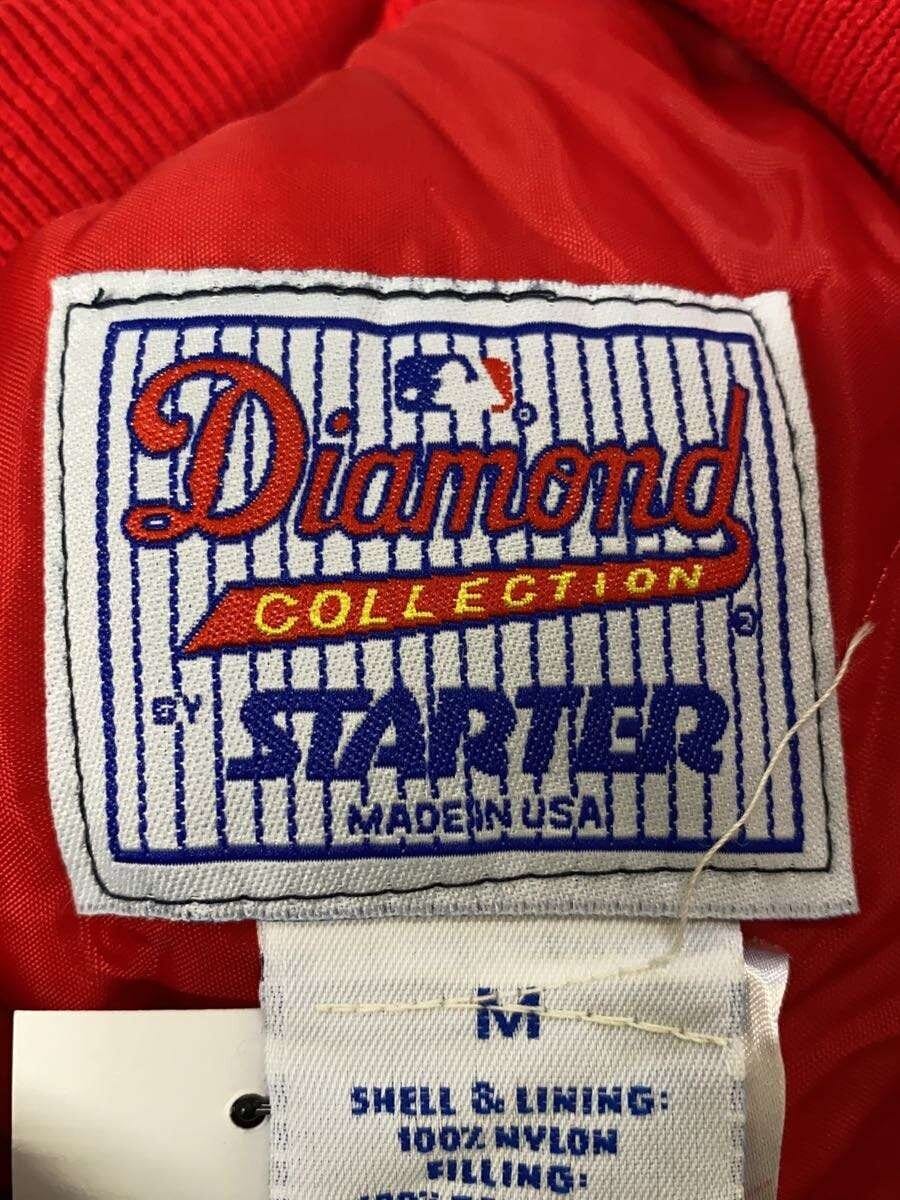 Diamond
COLLECTION
BY STARTER
MADE IN USA
M
SHELL & LINING:
100% NYLON
FILLING: